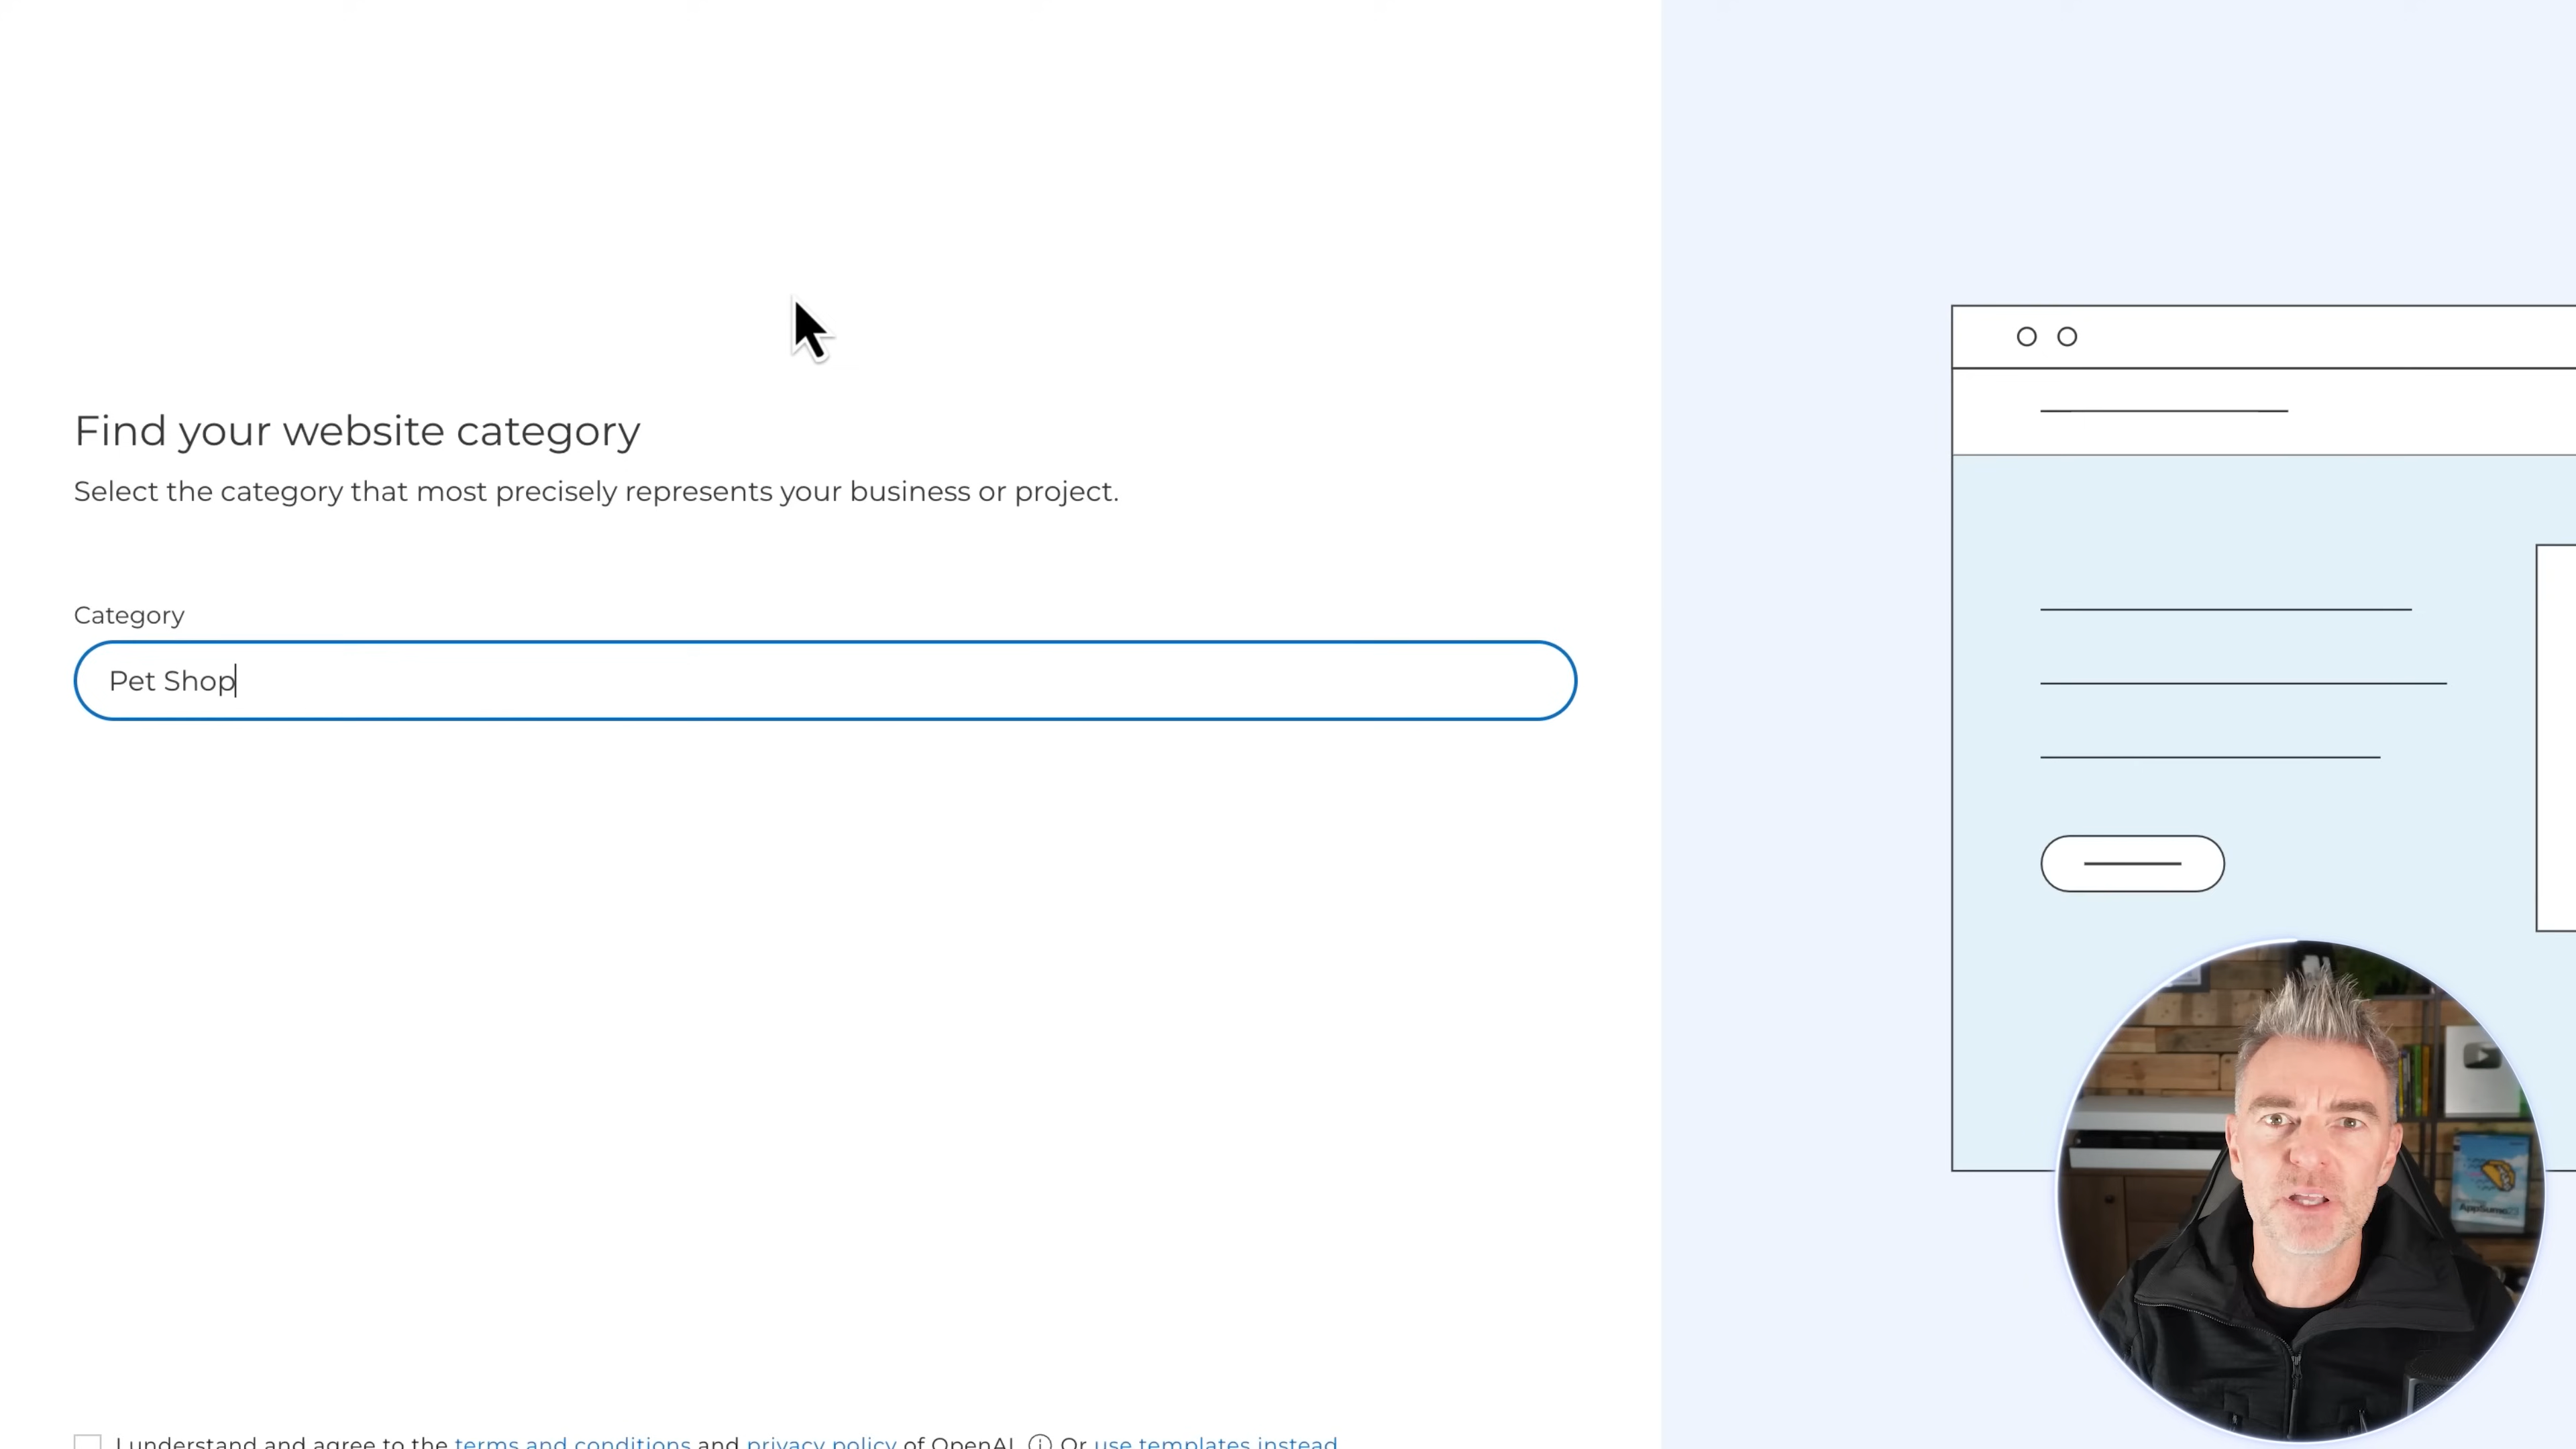 Find your website category
Select the category that most precisely represents your business or project.
Category
Pet Shop
I understand and agree to the terms and conditions and privacy policy of OpenAI. Or use templates instead
AppSumo